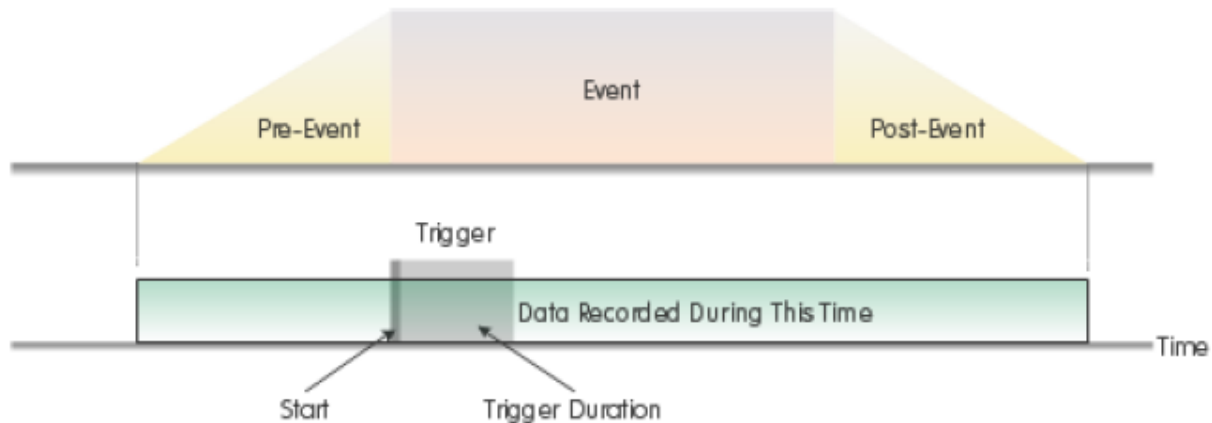 Event
Pre-Event
Post-Event
Trigger
Data Recorded During This Time
Time
Start
Trigger Duration